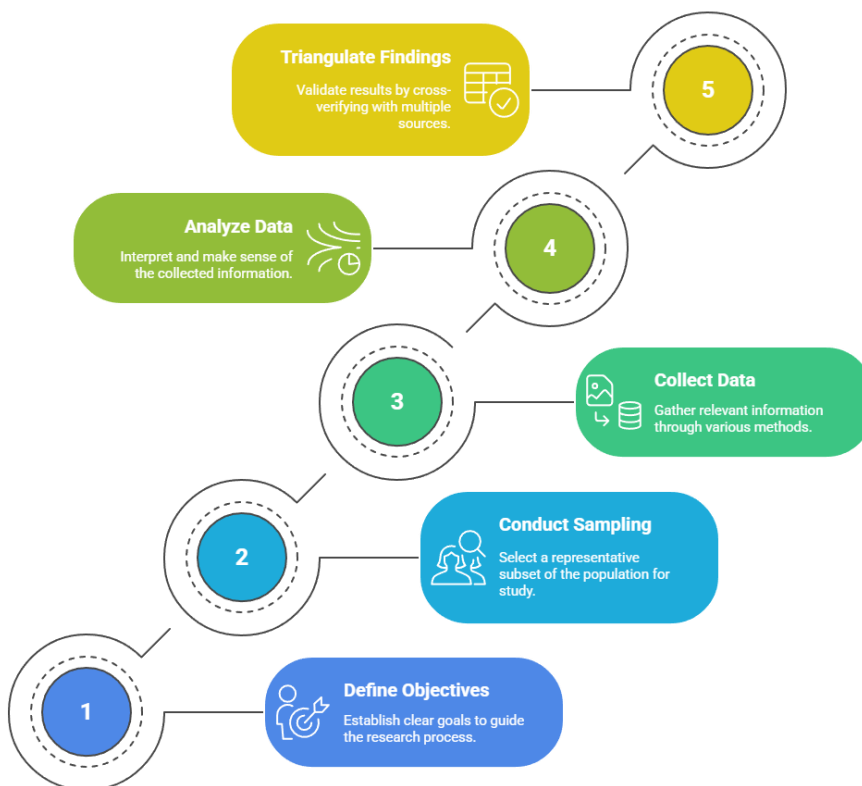 Triangulate Findings
Validate results by cross-
verifying with multiple
sources.
5
Analyze Data
Interpret and make sense of
the collected information.
4
3
Collect Data
Gather relevant information
through various methods.
2
Conduct Sampling
Select a representative
subset of the population for
study.
1
Define Objectives
Establish clear goals to guide
the research process.